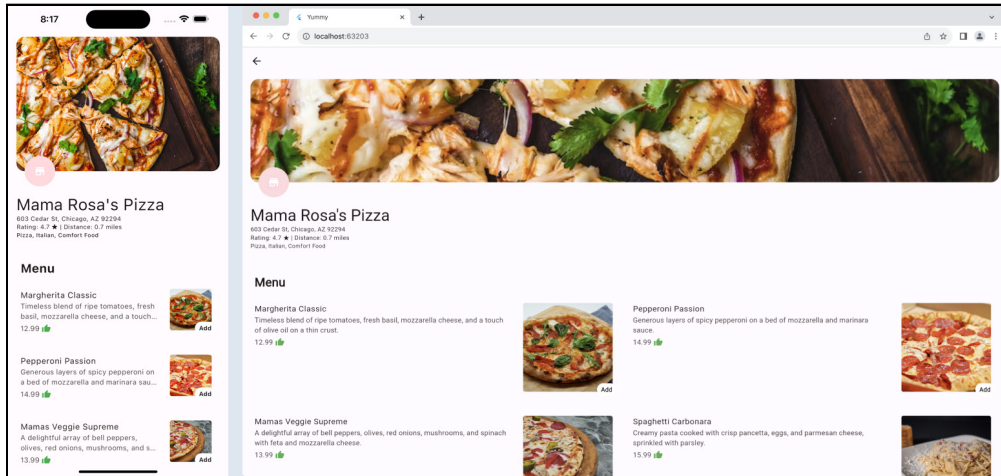 8:17
Mama Rosa's Pizza
603 Cedar St, Chicago, AZ 92294
Rating: 4.7 ★ | Distance: 0.7 miles
Pizza, Italian, Comfort Food
Menu
Margherita Classic
Timeless blend of ripe tomatoes, fresh
basil, mozzarella cheese, and a touch...
12.99
Add
Pepperoni Passion
Generous layers of spicy pepperoni on
a bed of mozzarella and marinara sau...
14.99
Add
Mamas Veggie Supreme
A delightful array of bell peppers,
olives, red onions, mushrooms, and s...
13.99
Add
Yummy
localhost:63203
Mama Rosa's Pizza
603 Cedar St, Chicago, AZ 92294
Rating: 4.7 ★ | Distance: 0.7 miles
Pizza, Italian, Comfort Food
Menu
Margherita Classic
Timeless blend of ripe tomatoes, fresh basil, mozzarella cheese, and a touch
of olive oil on a thin crust.
12.99
Add
Pepperoni Passion
Generous layers of spicy pepperoni on a bed of mozzarella and marinara
sauce.
14.99
Add
Mamas Veggie Supreme
A delightful array of bell peppers, olives, red onions, mushrooms, and spinach
with feta and mozzarella cheese.
13.99
Spaghetti Carbonara
Creamy pasta cooked with crisp pancetta, eggs, and parmesan cheese,
sprinkled with parsley.
15.99